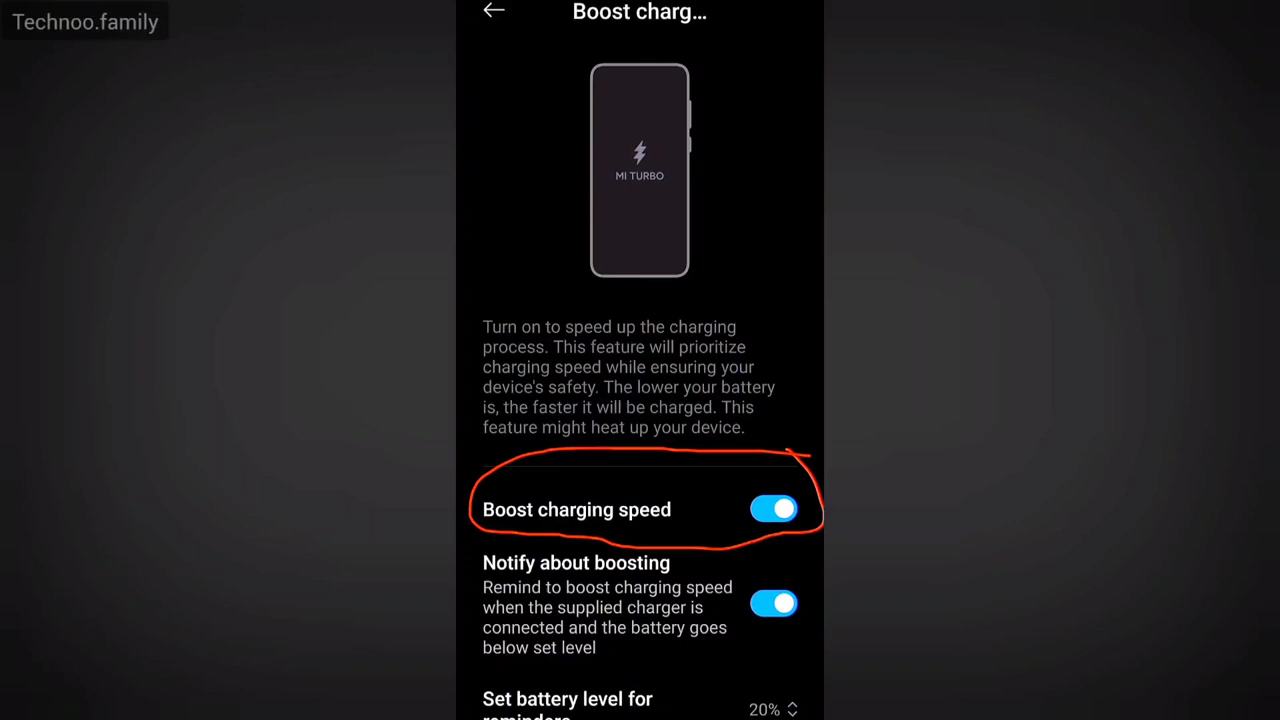 Technoo.family
Boost charg...
MI TURBO
Turn on to speed up the charging
process. This feature will prioritize
charging speed while ensuring your
device's safety. The lower your battery
is, the faster it will be charged. This
feature might heat up your device.
Boost charging speed
Notify about boosting
Remind to boost charging speed
when the supplied charger is
connected and the battery goes
below set level
Set battery level for
reminders
20%